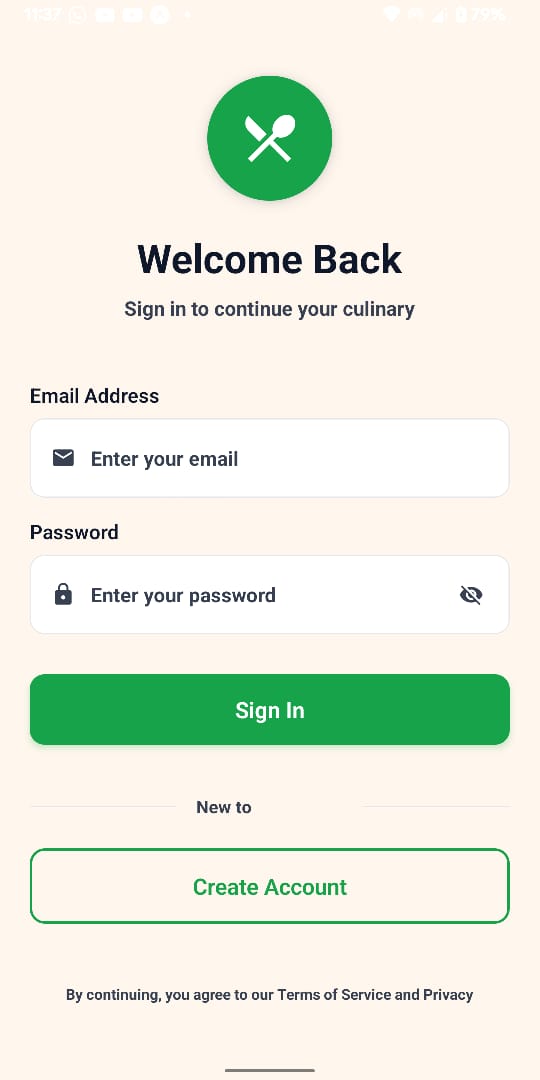 11:37 79%
Welcome Back
Sign in to continue your culinary
Email Address
Enter your email
Password
Enter your password
Sign In
New to
Create Account
By continuing, you agree to our Terms of Service and Privacy